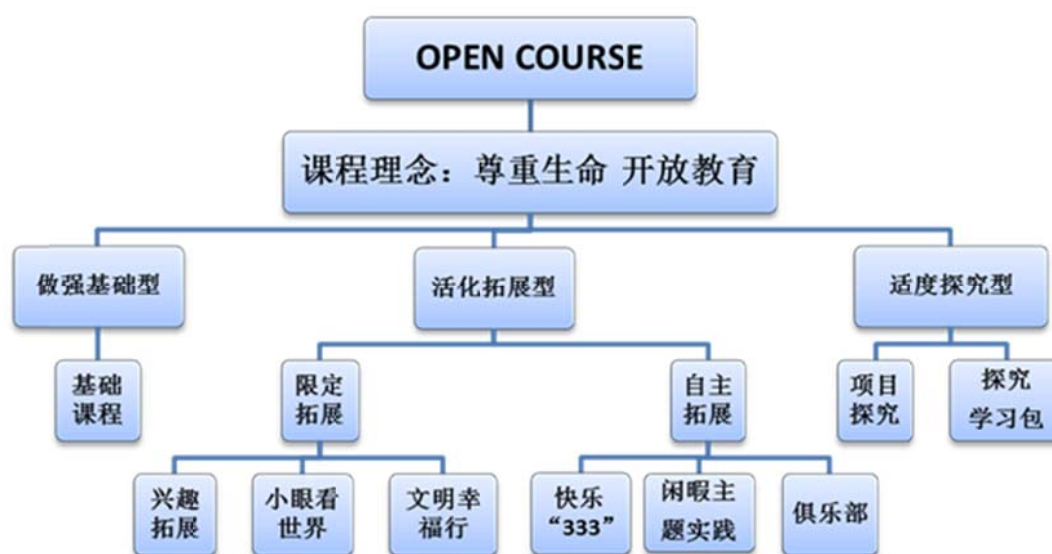 OPEN COURSE
课程理念：尊重生命 开放教育
做强基础型
活化拓展型
适度探究型
基础
课程
限定
拓展
自主
拓展
项目
探究
探究
学习包
兴趣
拓展
小眼看
世界
文明幸
福行
快乐
“333”
闲暇主
题实践
俱乐部